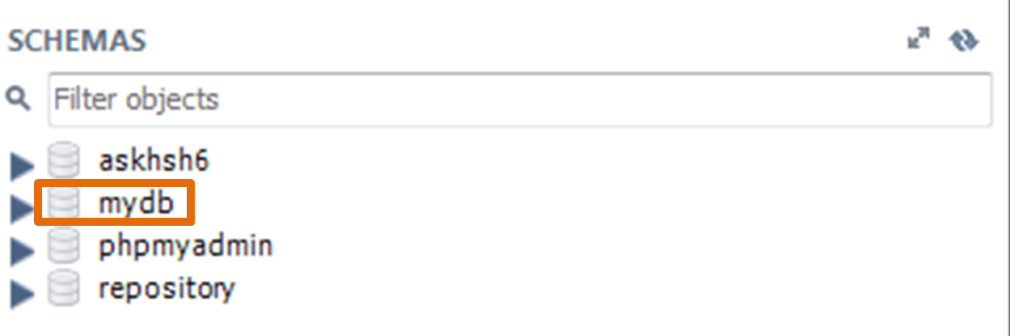 SCHEMAS
Filter objects
askhsh6
mydb
phpmyadmin
repository